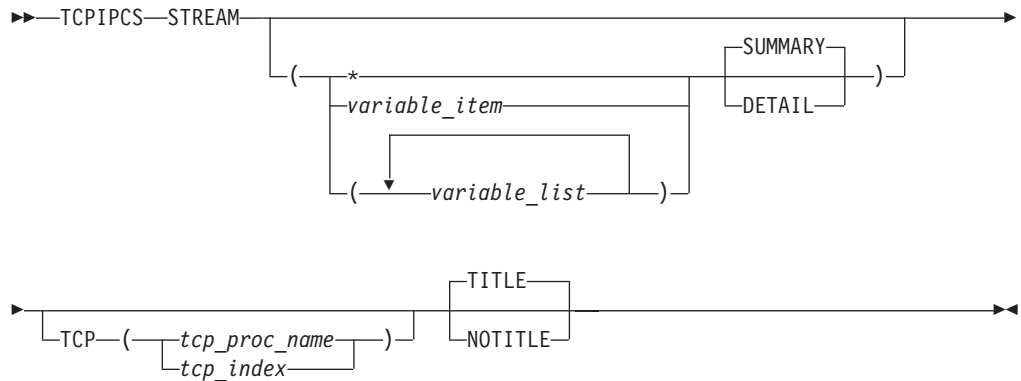 TCPIPCS STREAM
SUMMARY
( * )
variable_item DETAIL
( variable_list )
TITLE
TCP ( tcp_proc_name ) NOTITLE
tcp_index